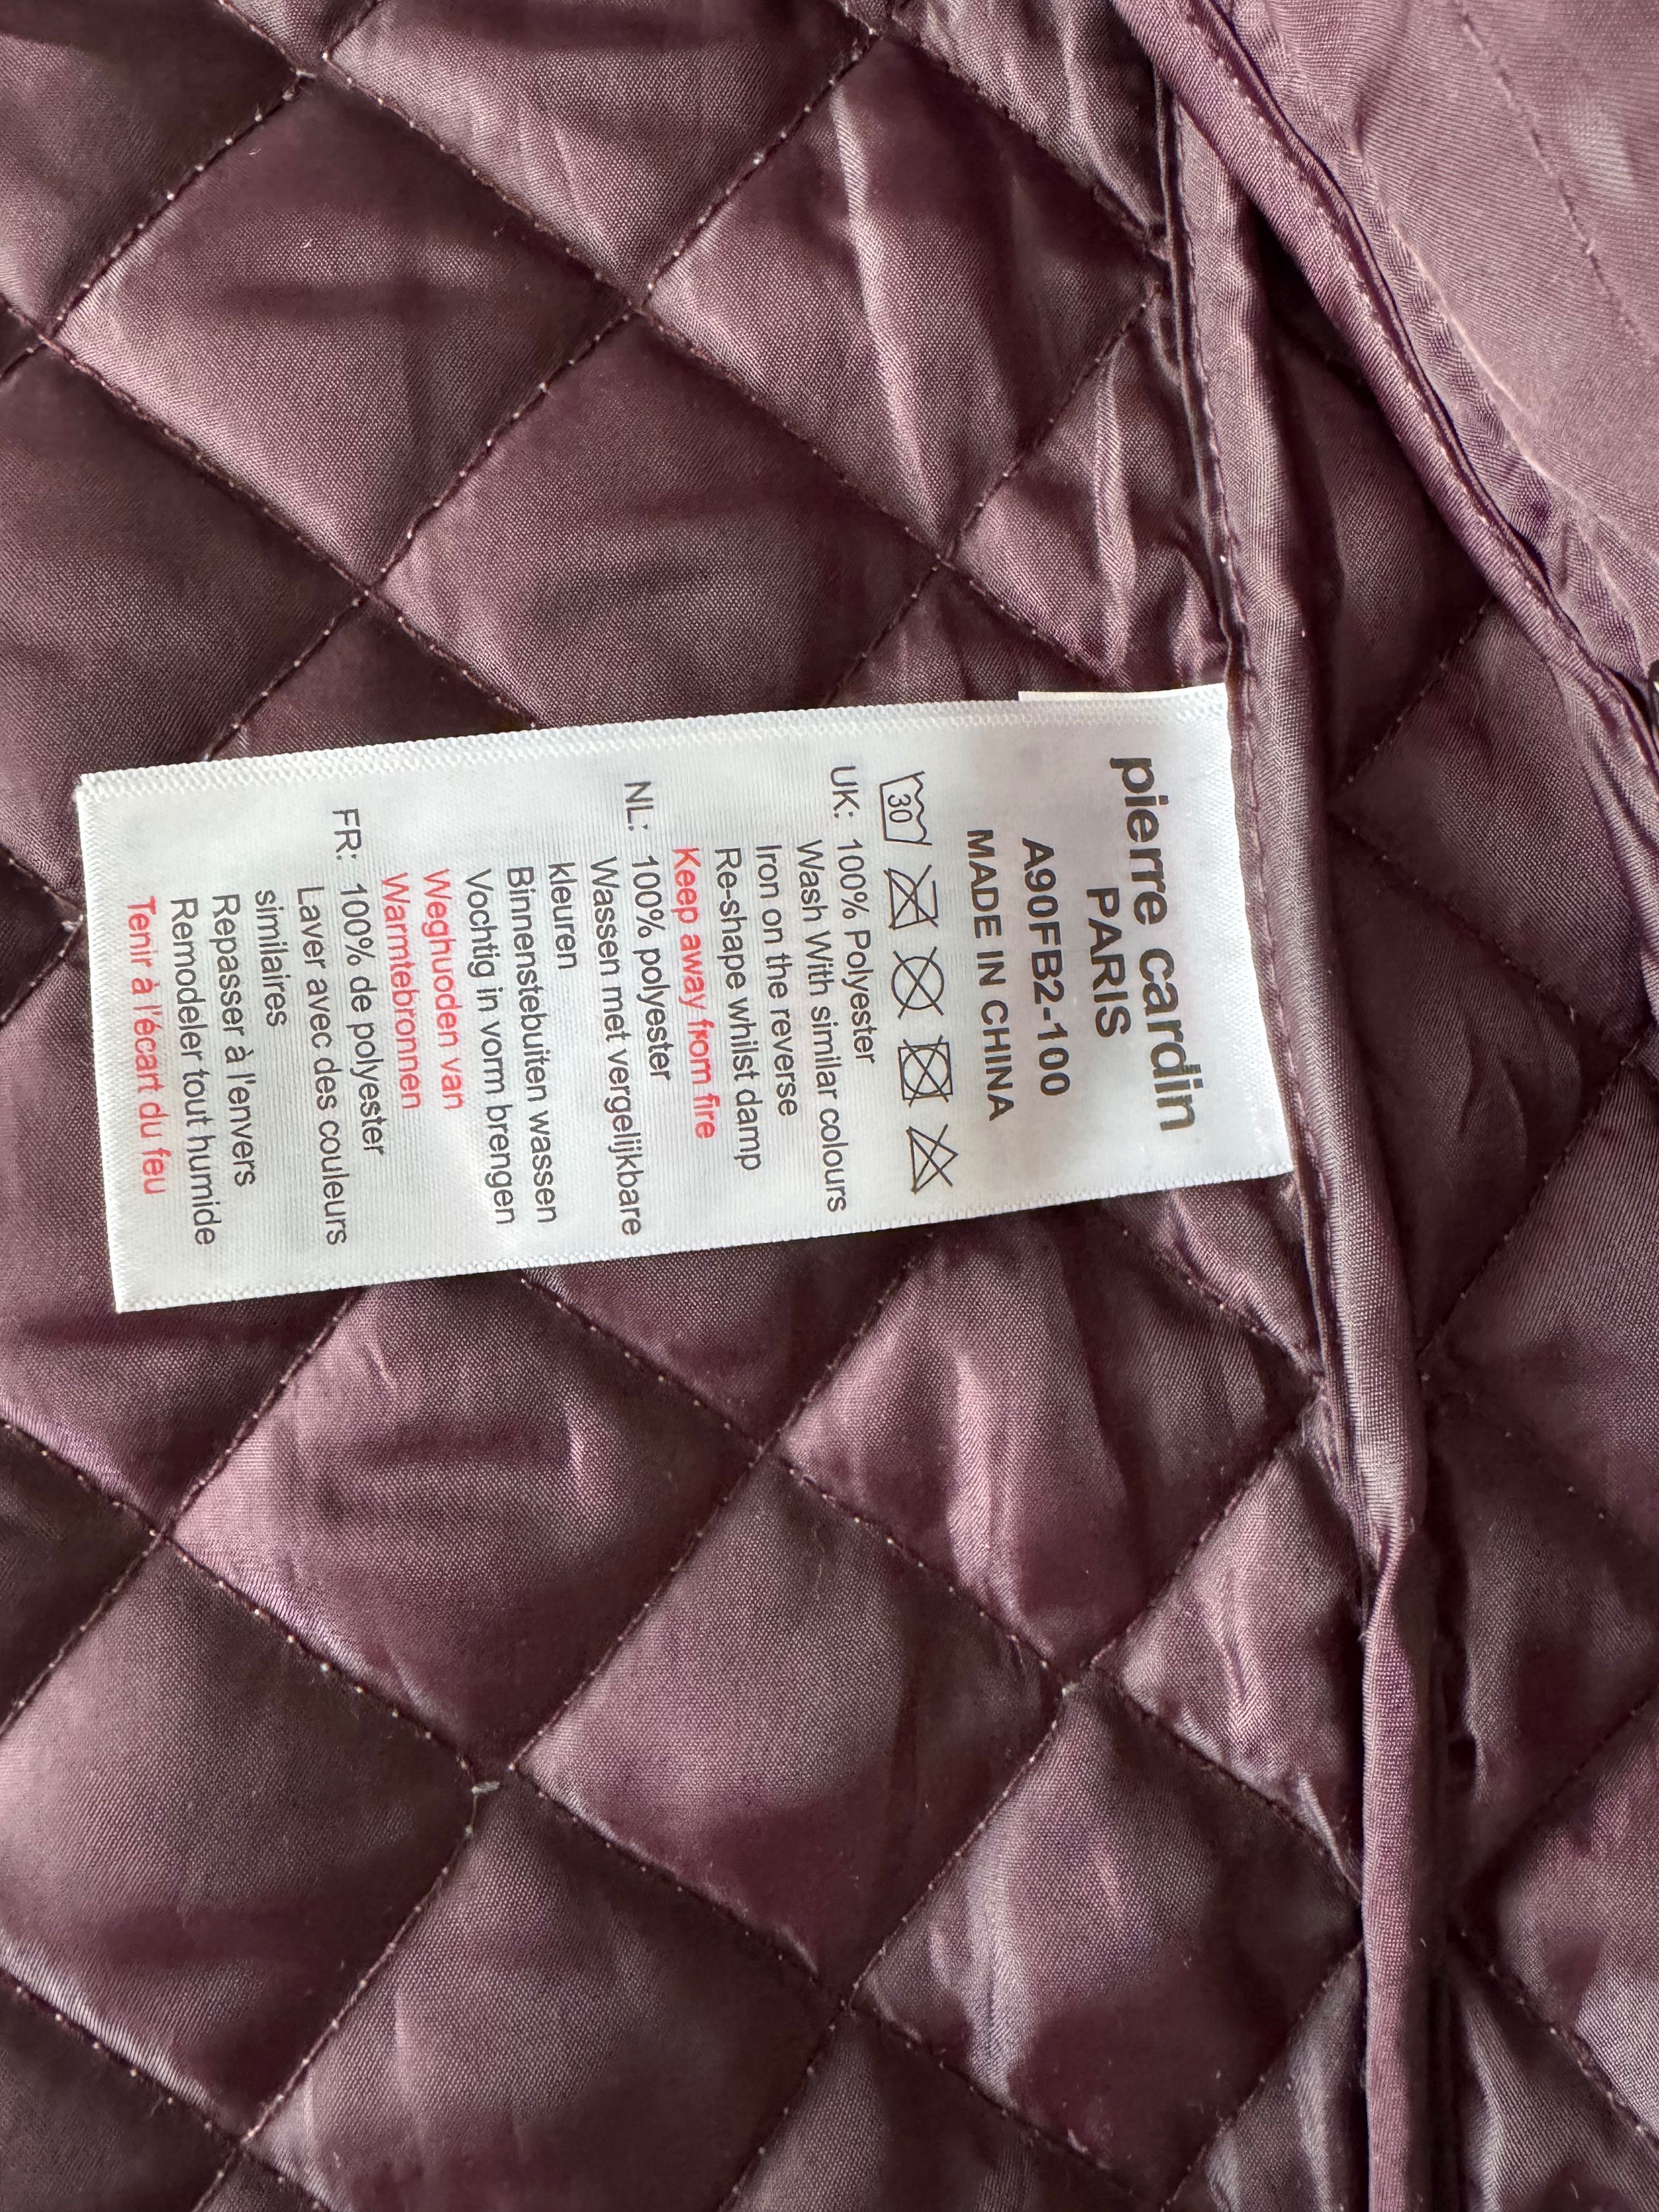 pierre cardin
PARIS
A90FB2-100
MADE IN CHINA
30
UK: 100% Polyester
Wash With similar colours
Iron on the reverse
Re-shape whilst damp
Keep away from fire
NL: 100% polyester
Wassen met vergelijkbare
kleuren
Binnenstebuiten wassen
Vochtig in vorm brengen
Weghuoden van
Warmtebronnen
FR: 100% de polyester
Laver avec des couleurs
similaires
Repasser à l'envers
Remodeler tout humide
Tenir à l'écart du feu